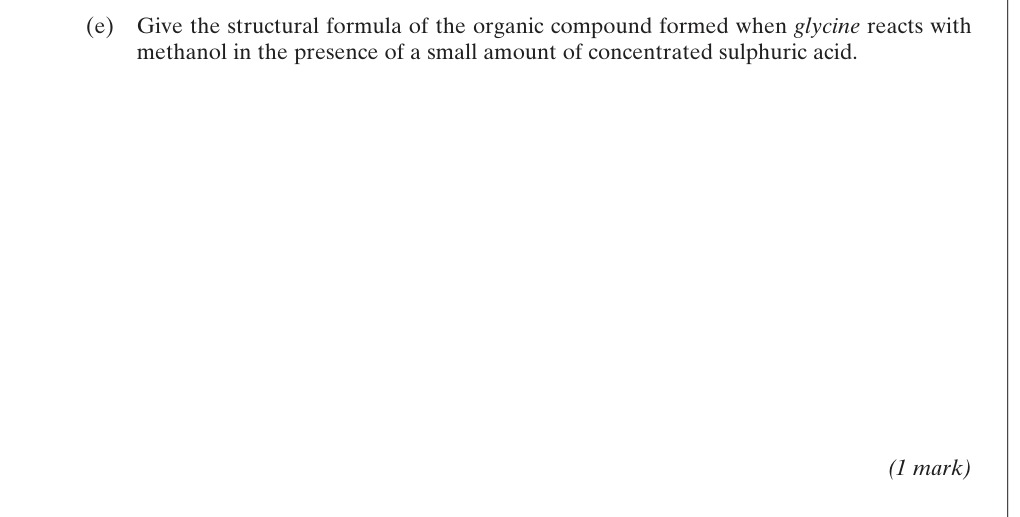 (e) Give the structural formula of the organic compound formed when glycine reacts with
methanol in the presence of a small amount of concentrated sulphuric acid.
(1 mark)